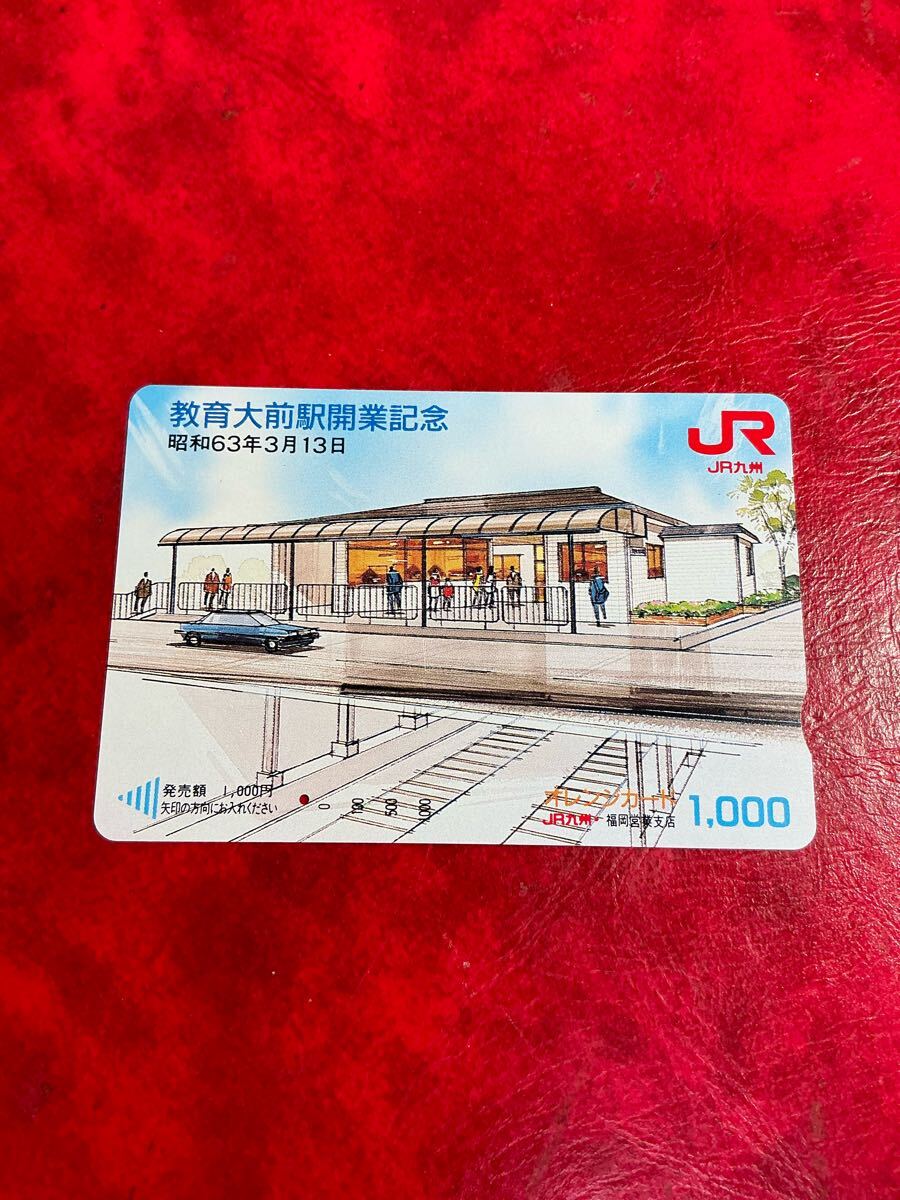 教育大前駅開業記念
昭和63年3月13日
JR
JR九州
発売額 1,000円
矢印の方向にお入れください
0
100
500
1,000
オレンジカード 1,000
JR九州・福岡営業支店